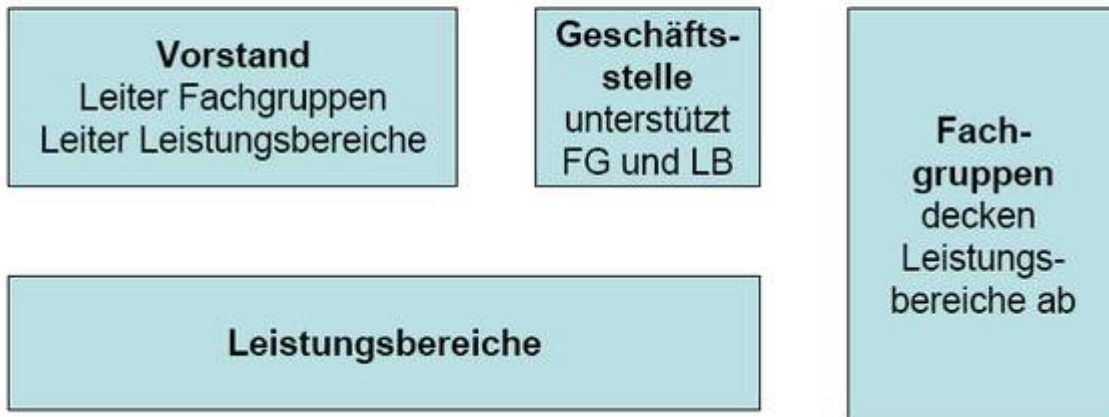 Vorstand
Leiter Fachgruppen
Leiter Leistungsbereiche
Geschäfts-
stelle
unterstützt
FG und LB
Fach-
gruppen
decken
Leistungs-
bereiche ab
Leistungsbereiche